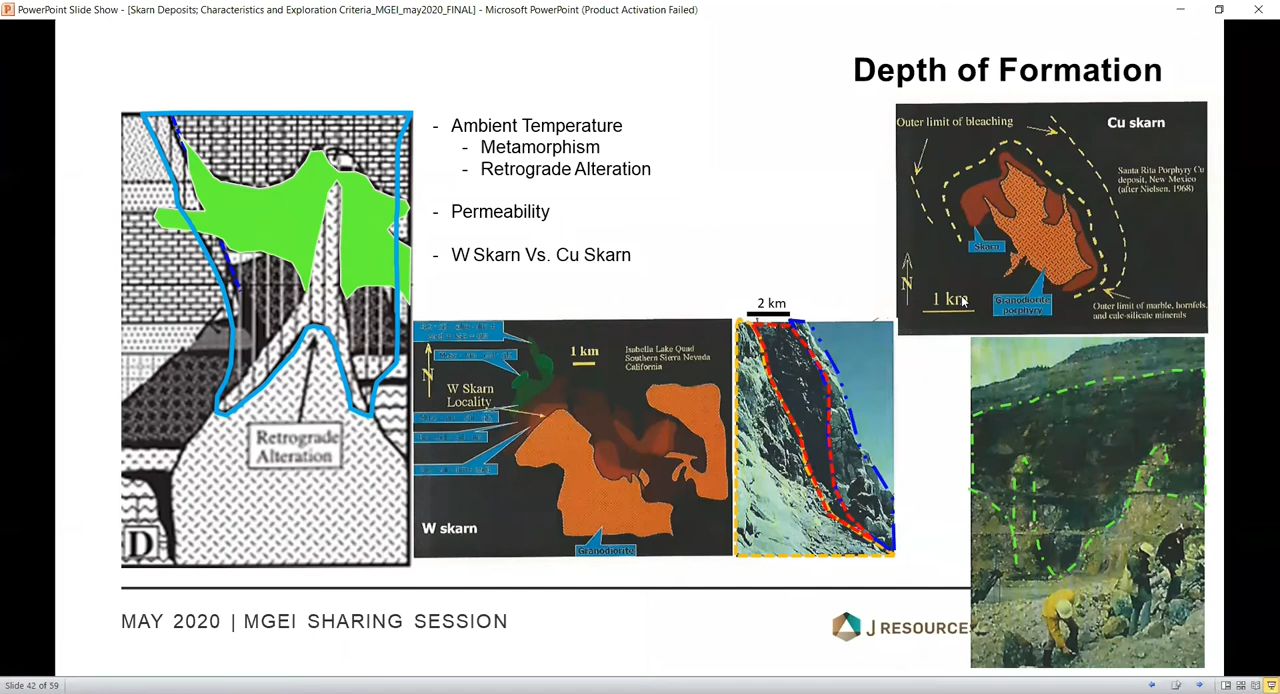 PowerPoint Slide Show - [Skarn Deposits; Characteristics and Exploration Criteria_MGEI_may2020_FINAL] - Microsoft PowerPoint (Product Activation Failed)
Depth of Formation
- Ambient Temperature
- Metamorphism
- Retrograde Alteration
- Permeability
- W Skarn Vs. Cu Skarn
Retrograde
Alteration
D
1 km
Isabella Lake Quad
Southern Sierra Nevada
California
N
W Skarn
Locality
W skarn
Granodiorite
2 km
Outer limit of bleaching
Cu skarn
Santa Rita Porphyry Cu
deposit, New Mexico
(after Nielsen, 1968)
Skarn
N
1 km
Granodiorite
porphyry
Outer limit of marble, hornfels,
and calc-silicate minerals
MAY 2020 | MGEI SHARING SESSION
J RESOURCES
Slide 42 of 59